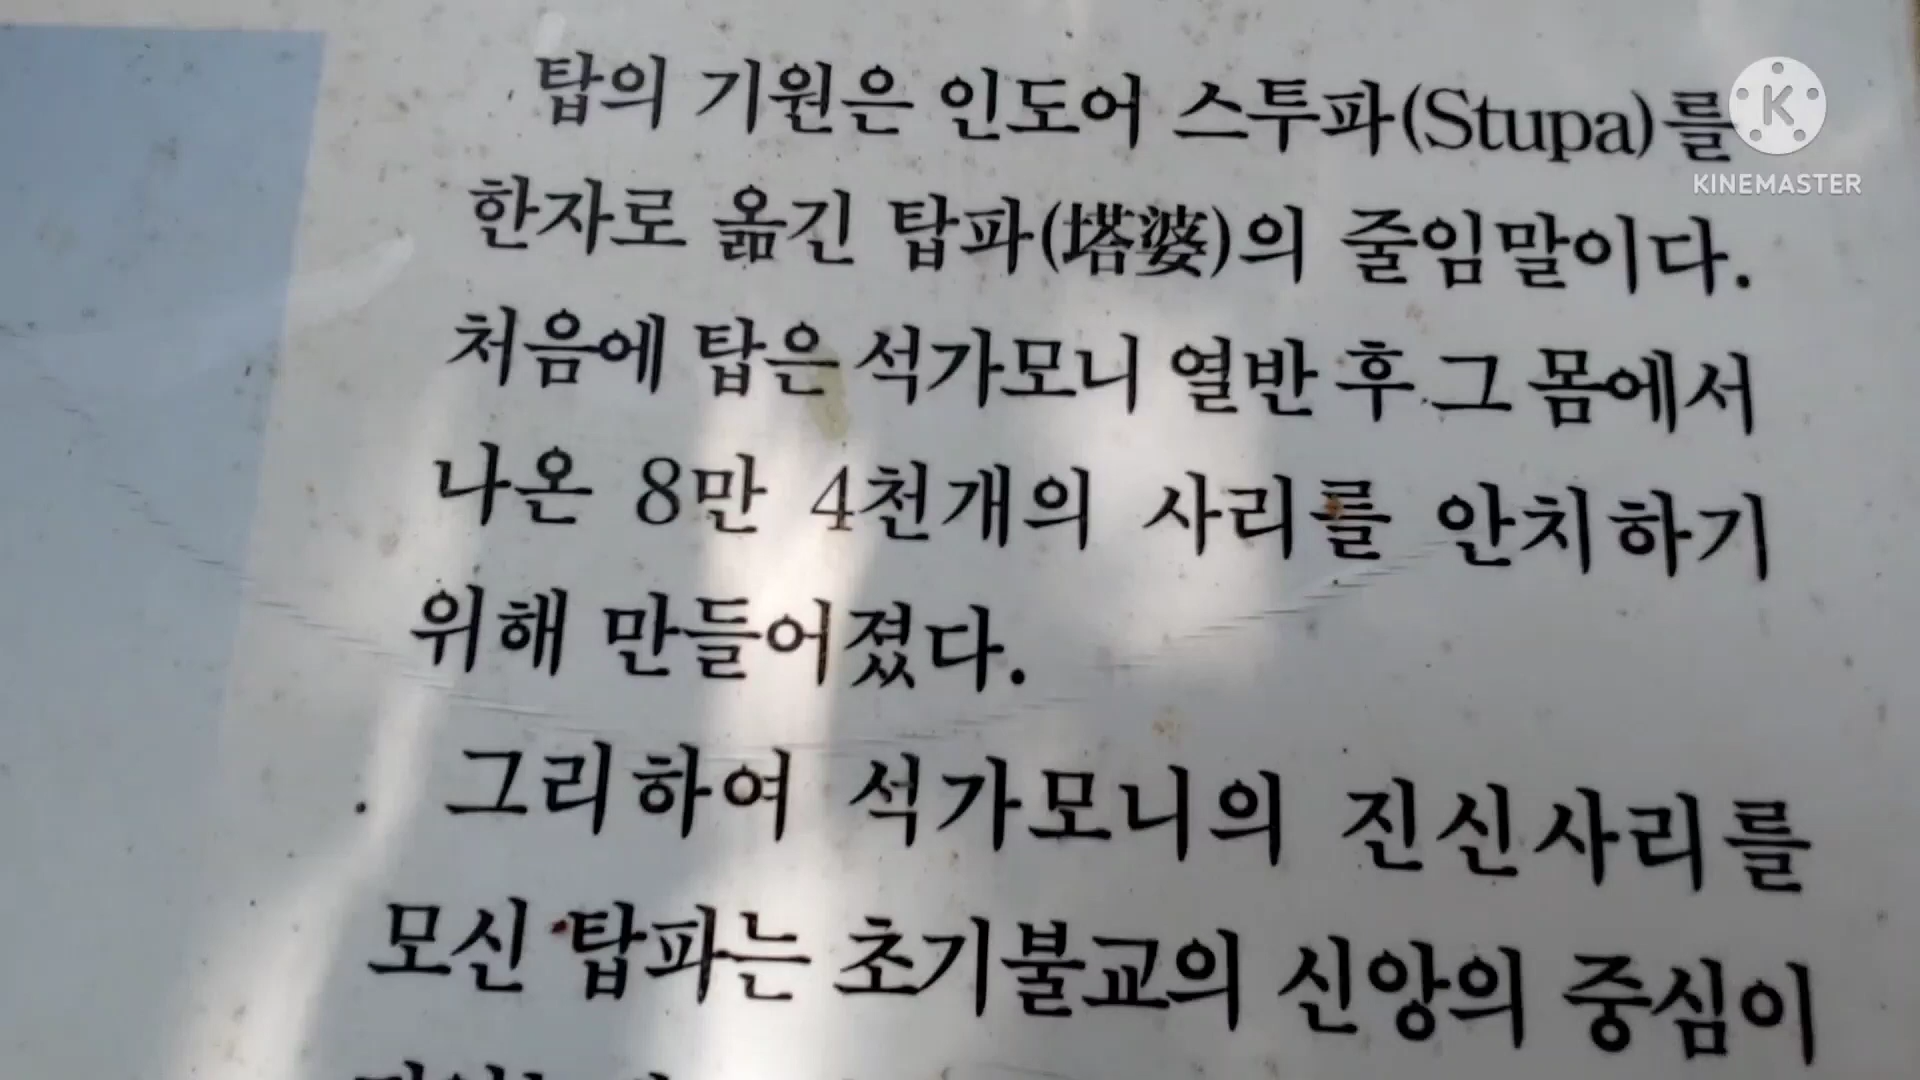 탑의 기원은 인도어 스투파(Stupa)를
한자로 옮긴 탑파(塔婆)의 줄임말이다.
처음에 탑은 석가모니 열반 후 그 몸에서
나온 8만 4천개의 사리를 안치하기
위해 만들어졌다.
그리하여 석가모니의 진신사리를
모신 탑파는 초기불교의 신앙의 중심이
K
KINEMASTER